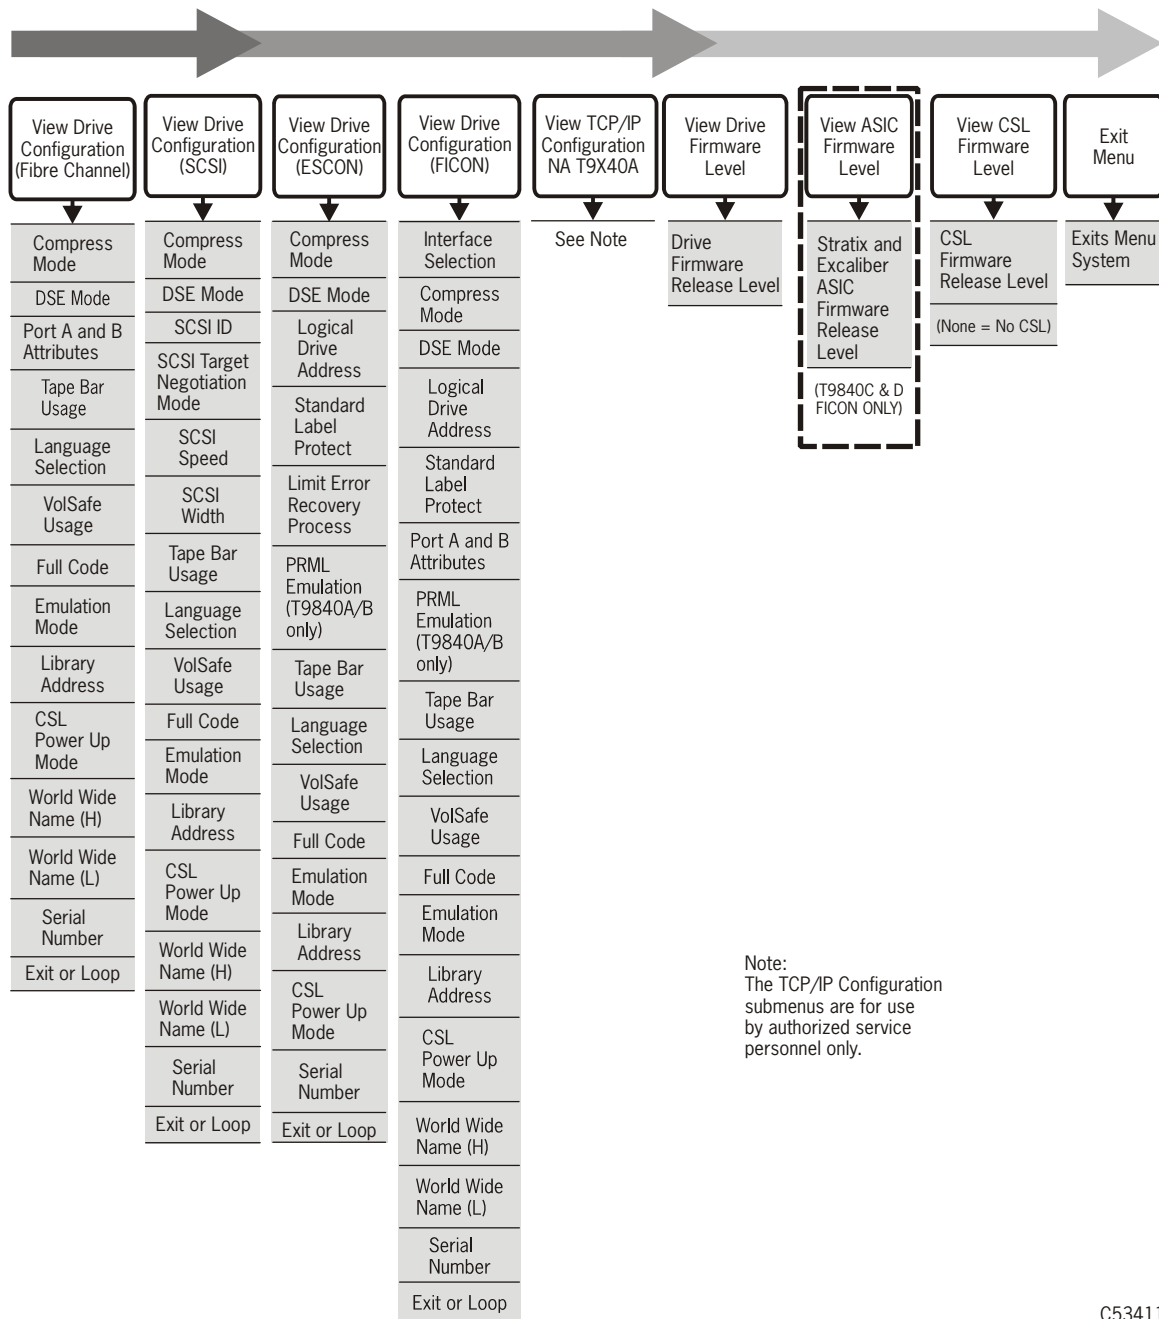 View Drive
Configuration
(Fibre Channel)
Compress
Mode
DSE Mode
Port A and B
Attributes
Tape Bar
Usage
Language
Selection
VolSafe
Usage
Full Code
Emulation
Mode
Library
Address
CSL
Power Up
Mode
World Wide
Name (H)
World Wide
Name (L)
Serial
Number
Exit or Loop
View Drive
Configuration
(SCSI)
Compress
Mode
DSE Mode
SCSI ID
SCSI Target
Negotiation
Mode
SCSI
Speed
SCSI
Width
Tape Bar
Usage
Language
Selection
VolSafe
Usage
Full Code
Emulation
Mode
Library
Address
CSL
Power Up
Mode
World Wide
Name (H)
World Wide
Name (L)
Serial
Number
Exit or Loop
View Drive
Configuration
(ESCON)
Compress
Mode
DSE Mode
Logical
Drive
Address
Standard
Label
Protect
Limit Error
Recovery
Process
PRML
Emulation
(T9840A/B
only)
Tape Bar
Usage
Language
Selection
VolSafe
Usage
Full Code
Emulation
Mode
Library
Address
CSL
Power Up
Mode
Serial
Number
Exit or Loop
View Drive
Configuration
(FICON)
Interface
Selection
Compress
Mode
DSE Mode
Logical
Drive
Address
Standard
Label
Protect
Port A and B
Attributes
PRML
Emulation
(T9840A/B
only)
Tape Bar
Usage
Language
Selection
VolSafe
Usage
Full Code
Emulation
Mode
Library
Address
CSL
Power Up
Mode
World Wide
Name (H)
World Wide
Name (L)
Serial
Number
Exit or Loop
View TCP/IP
Configuration
NA T9X40A
See Note
View Drive
Firmware
Level
Drive
Firmware
Release Level
View ASIC
Firmware
Level
Stratix and
Excaliber
ASIC
Firmware
Release
Level
(T9840C & D
FICON ONLY)
View CSL
Firmware
Level
CSL
Firmware
Release Level
(None = No CSL)
Exit
Menu
Exits Menu
System
Note:
The TCP/IP Configuration
submenus are for use
by authorized service
personnel only.
C53411